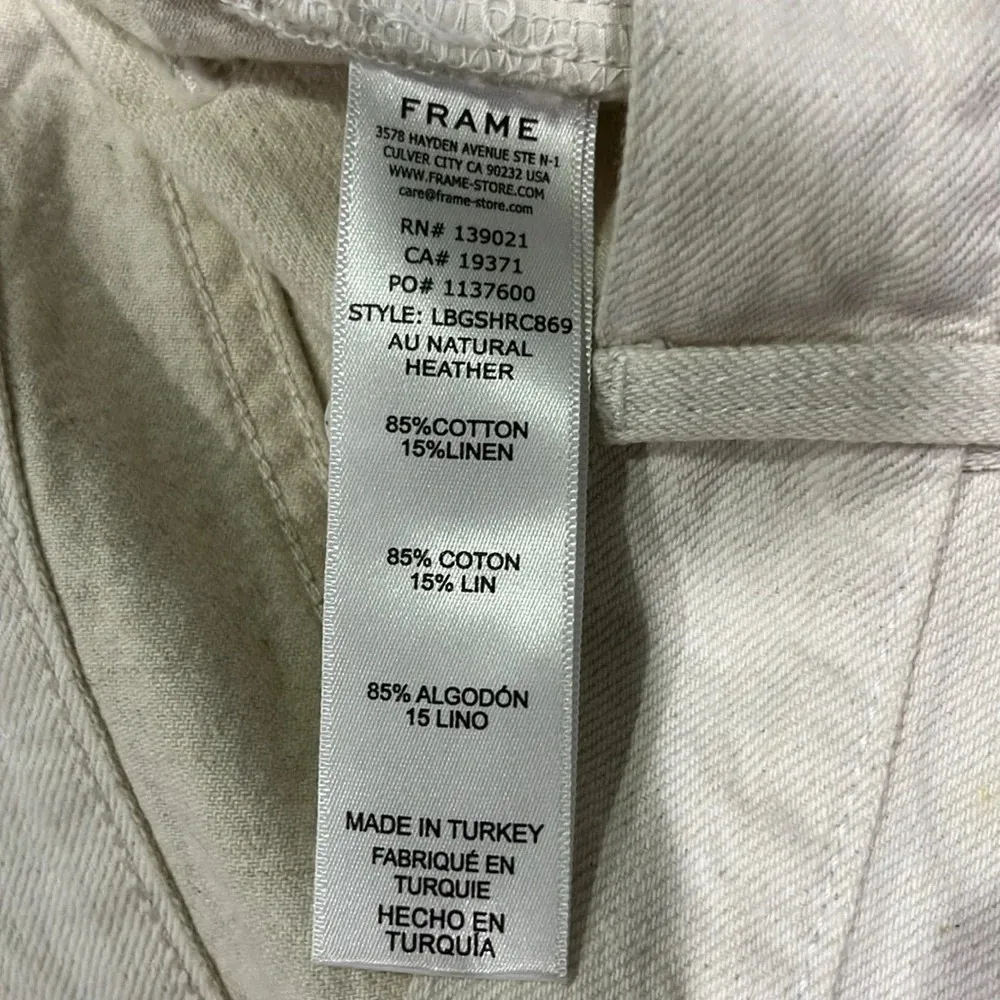 FRAME
3578 HAYDEN AVENUE STE N-1
CULVER CITY CA 90232 USA
WWW.FRAME-STORE.COM
care@frame-store.com
RN# 139021
CA# 19371
PO# 1137600
STYLE: LBGSHRC869
AU NATURAL
HEATHER
85%COTTON
15%LINEN
85% COTON
15% LIN
85% ALGODÓN
15 LINO
MADE IN TURKEY
FABRIQUÉ EN
TURQUIE
HECHO EN
TURQUÍA